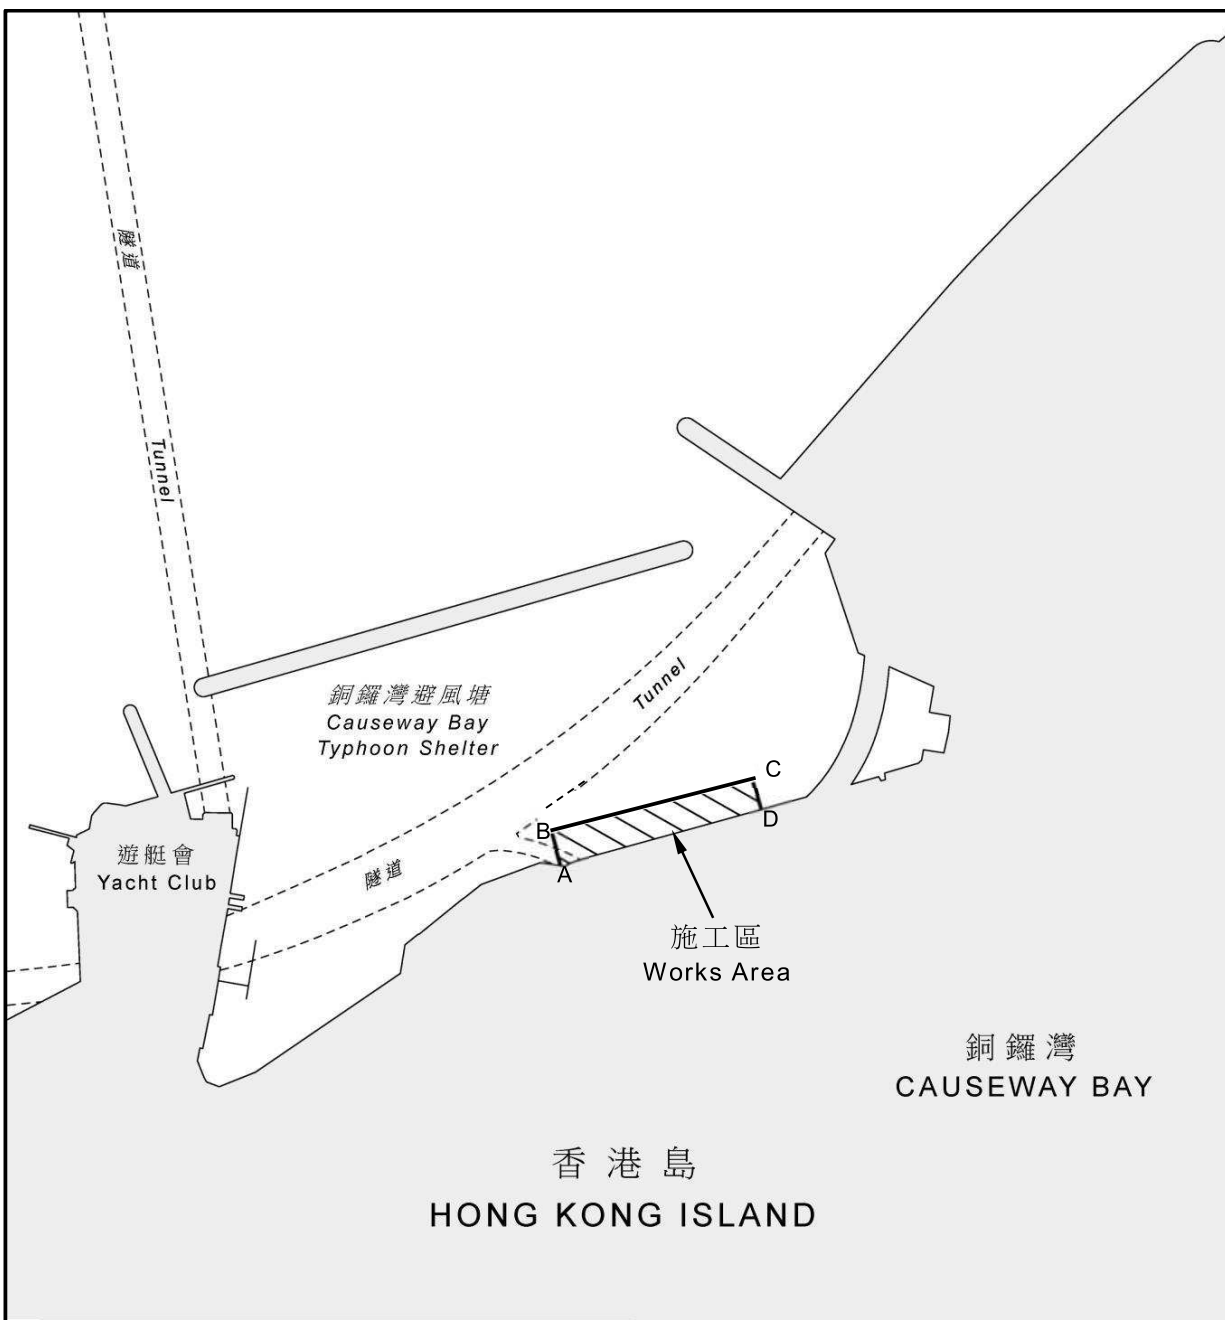 隧道
Tunnel
Tunnel
銅鑼灣避風塘
Causeway Bay
Typhoon Shelter
C
B
D
A
遊艇會
Yacht Club
隧道
施工區
Works Area
銅鑼灣
CAUSEWAY BAY
香港島
HONG KONG ISLAND